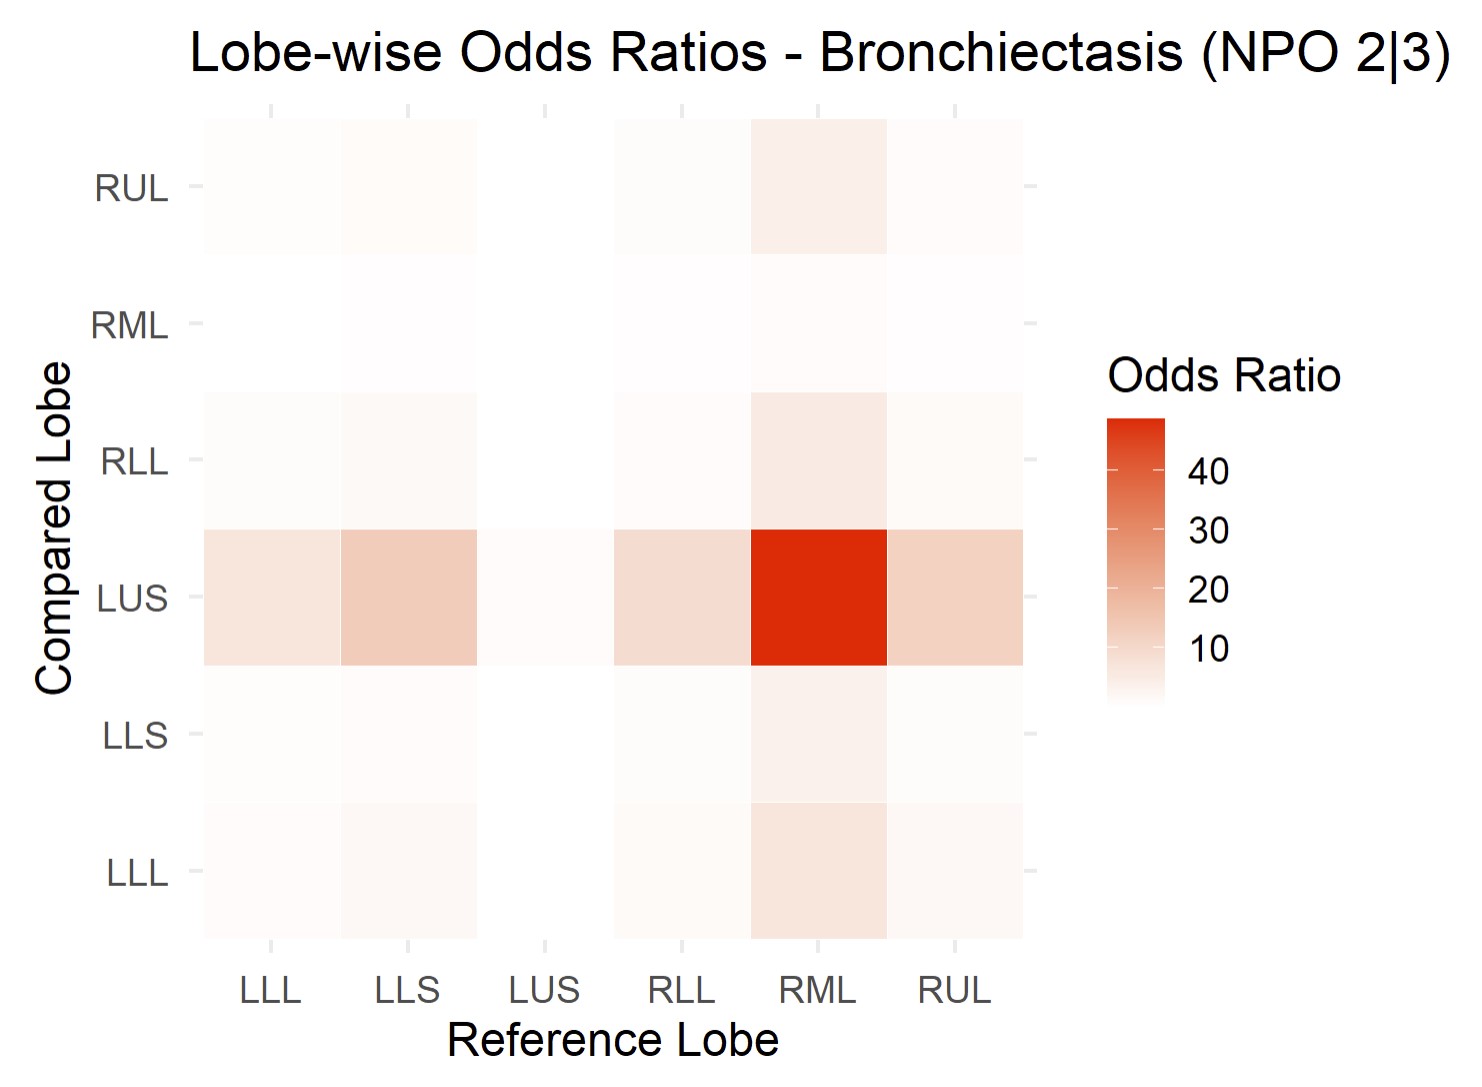 Lobe-wise Odds Ratios - Bronchiectasis (NPO 2|3)
Compared Lobe
RUL
RML
RLL
LUS
LLS
LLL
LLL LLS LUS RLL RML RUL
Reference Lobe
Odds Ratio
40
30
20
10